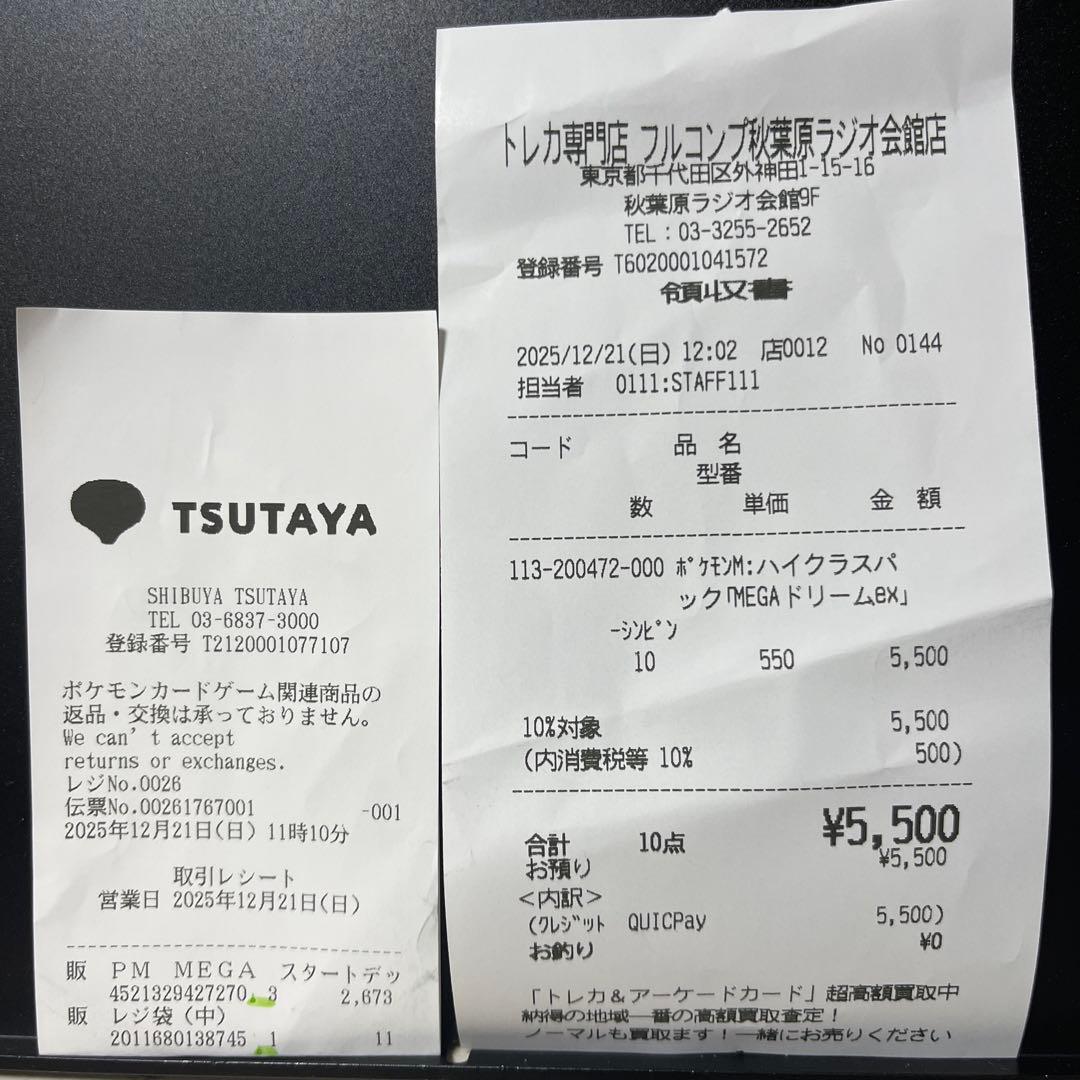 TSUTAYA
SHIBUYA TSUTAYA
TEL 03-6837-3000
登録番号 T2120001077107
ポケモンカードゲーム関連商品の
返品・交換は承っておりません。
We can't accept
returns or exchanges.
レジNo.0026
伝票No.00261767001 -001
2025年12月21日(日) 11時10分
取引レシート
営業日 2025年12月21日(日)
販 PM MEGA スタートデッ
4521329427270 3 2,673
販 レジ袋(中)
2011680138745 1 11
トレカ専門店 フルコンプ秋葉原ラジオ会館店
東京都千代田区外神田1-15-16
秋葉原ラジオ会館9F
TEL:03-3255-2652
登録番号 T6020001041572
領収書
2025/12/21(日) 12:02 店0012 No 0144
担当者 0111:STAFF111
コード 品 名
型番
数 単価 金 額
113-200472-000 ポケモンM:ハイクラスパ
ック「MEGAドリームex」
-シンピン
10 550 5,500
10%対象 5,500
(内消費税等 10% 500)
合計 10点 ¥5,500
お預り ¥5,500
<内訳>
(クレジット QUICPay 5,500)
お釣り ¥0
「トレカ&アーケードカード」超高額買取中
納得の地域一番の高額買取査定!
ノーマルも買取ます!一緒にお売りください